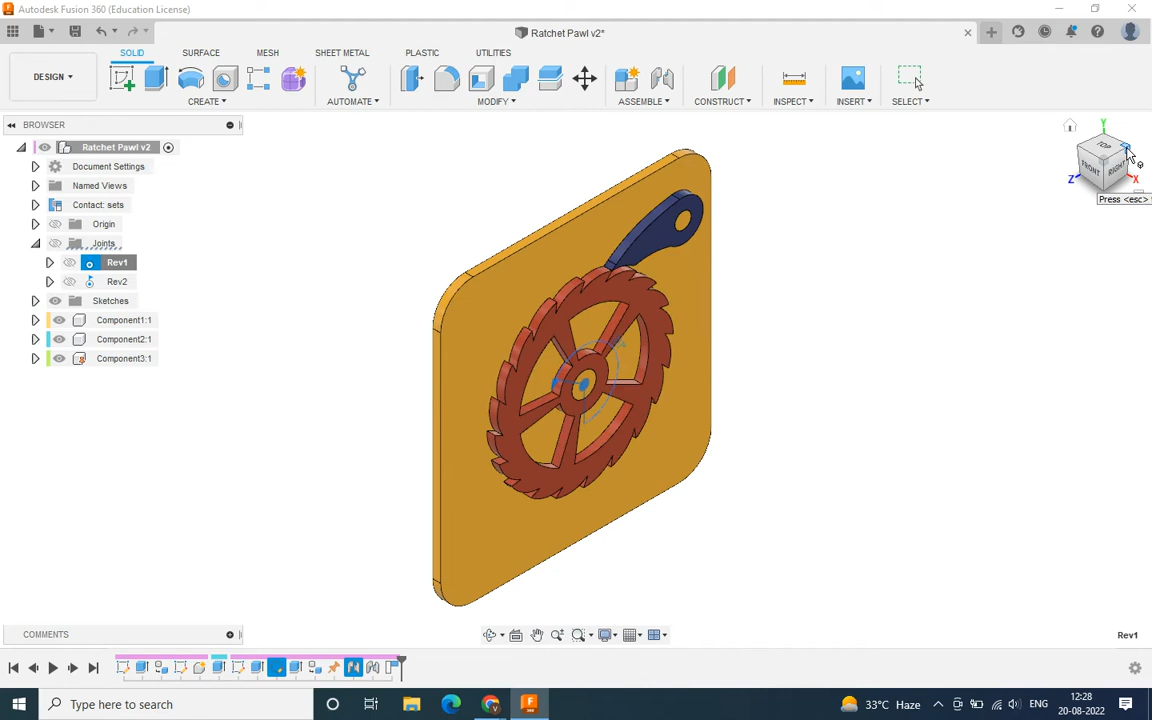 Autodesk Fusion 360 (Education License)
Ratchet Pawl v2*
SOLID SURFACE MESH SHEET METAL PLASTIC UTILITIES
DESIGN
CREATE AUTOMATE MODIFY ASSEMBLE CONSTRUCT INSPECT INSERT SELECT
BROWSER
Ratchet Pawl v2
Document Settings
Named Views
Contact: sets
Origin
Joints
Rev1
Rev2
Sketches
Component1:1
Component2:1
Component3:1
Y
TOP
FRONT
RIGHT
Z
X
Press <esc>
COMMENTS
Rev1
Type here to search
33°C Haze
ENG
12:28
20-08-2022